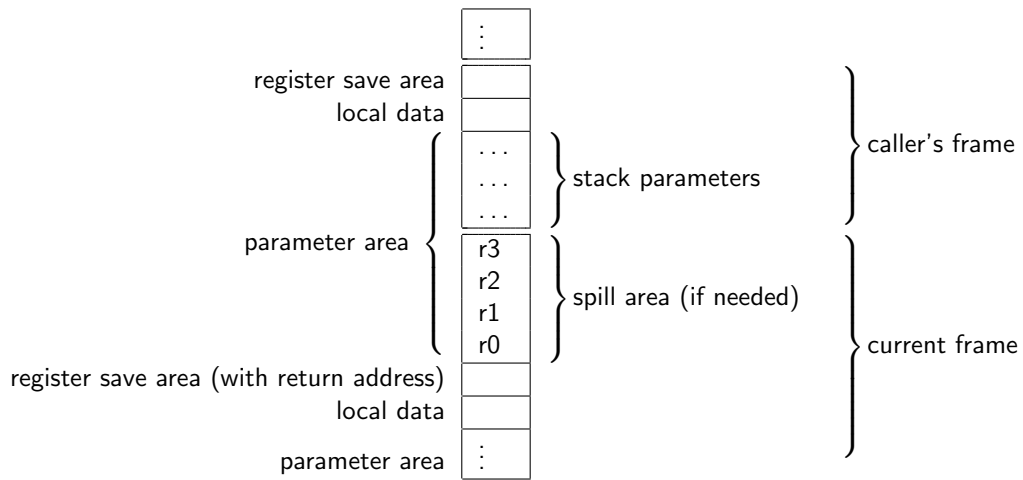 ⋮
register save area
local data
caller's frame
...
...
...
stack parameters
parameter area
r3
r2
r1
r0
spill area (if needed)
current frame
register save area (with return address)
local data
parameter area
⋮